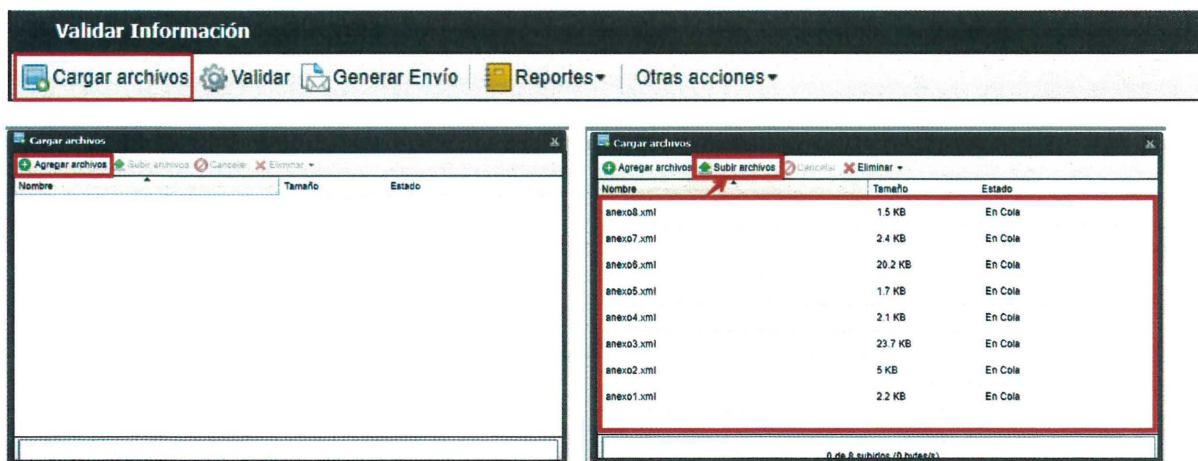 Validar Información
Cargar archivos Validar Generar Envío Reportes Otras acciones
Cargar archivos
Agregar archivos Subir archivos Cancelar Eliminar
Nombre Tamaño Estado
Cargar archivos
Agregar archivos Subir archivos Cancelar Eliminar
Nombre Tamaño Estado
anexo8.xml 1.5 KB En Cola
anexo7.xml 2.4 KB En Cola
anexo6.xml 20.2 KB En Cola
anexo5.xml 1.7 KB En Cola
anexo4.xml 2.1 KB En Cola
anexo3.xml 23.7 KB En Cola
anexo2.xml 5 KB En Cola
anexo1.xml 2.2 KB En Cola
0 de 8 subidos (0 bytes/s)